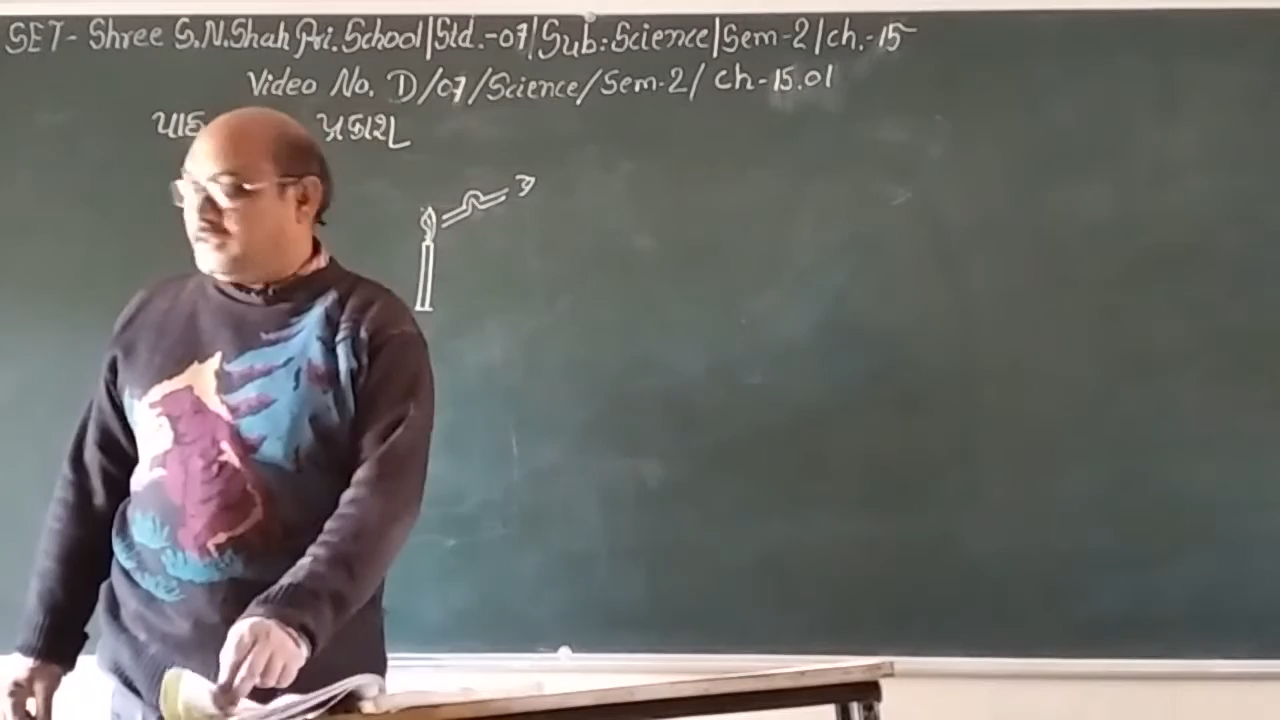 SET- Shree S.N.Shah Pri. School|Std.-07|Sub:Science|Sem-2|ch.-15
Video No. D/07/Science/Sem-2/ ch-15.01
પ્રકાશ